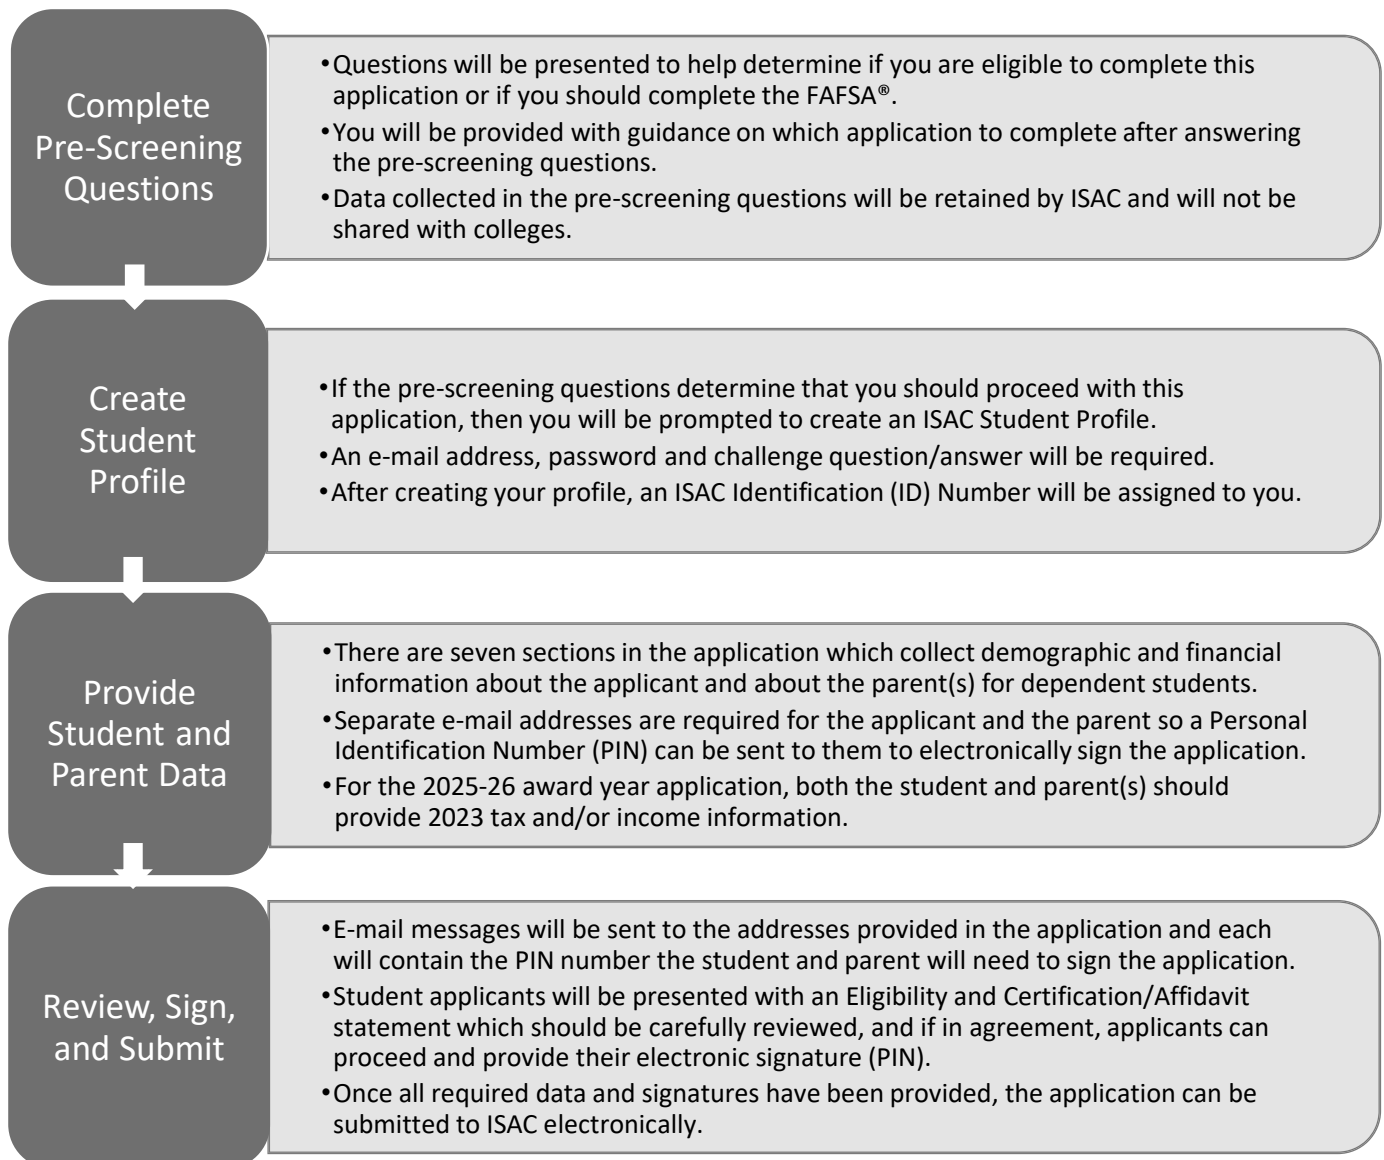 Complete
Pre-Screening
Questions
•Questions will be presented to help determine if you are eligible to complete this
application or if you should complete the FAFSA®.
•You will be provided with guidance on which application to complete after answering
the pre-screening questions.
•Data collected in the pre-screening questions will be retained by ISAC and will not be
shared with colleges.
Create
Student
Profile
•If the pre-screening questions determine that you should proceed with this
application, then you will be prompted to create an ISAC Student Profile.
•An e-mail address, password and challenge question/answer will be required.
•After creating your profile, an ISAC Identification (ID) Number will be assigned to you.
Provide
Student and
Parent Data
•There are seven sections in the application which collect demographic and financial
information about the applicant and about the parent(s) for dependent students.
•Separate e-mail addresses are required for the applicant and the parent so a Personal
Identification Number (PIN) can be sent to them to electronically sign the application.
•For the 2025-26 award year application, both the student and parent(s) should
provide 2023 tax and/or income information.
Review, Sign,
and Submit
•E-mail messages will be sent to the addresses provided in the application and each
will contain the PIN number the student and parent will need to sign the application.
•Student applicants will be presented with an Eligibility and Certification/Affidavit
statement which should be carefully reviewed, and if in agreement, applicants can
proceed and provide their electronic signature (PIN).
•Once all required data and signatures have been provided, the application can be
submitted to ISAC electronically.